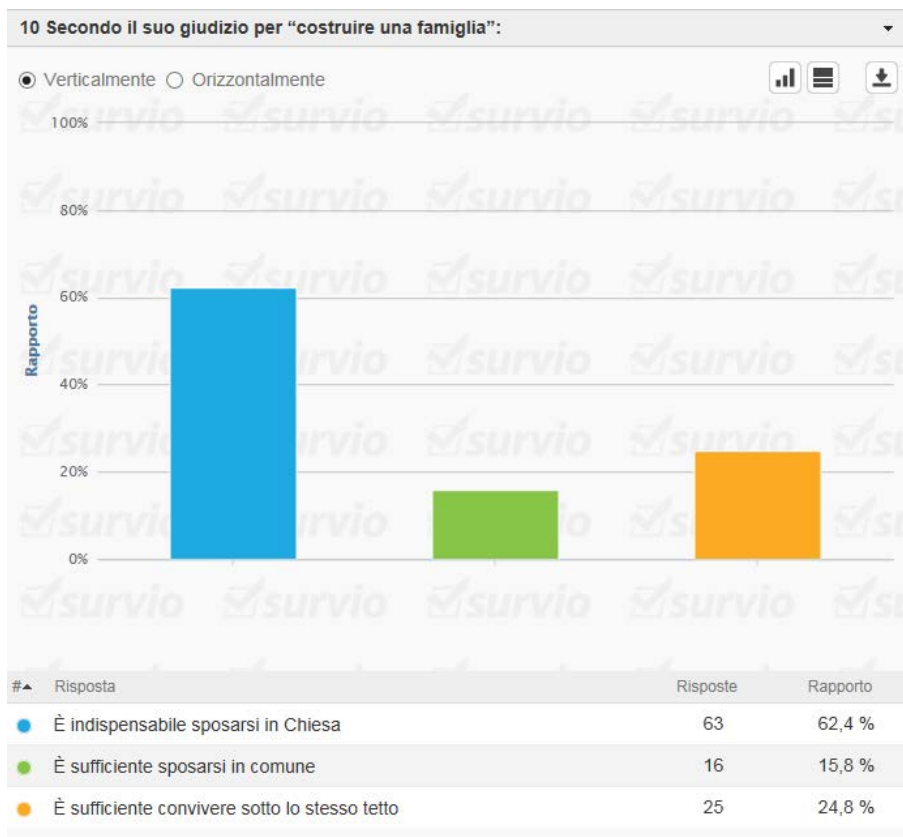 10 Secondo il suo giudizio per “costruire una famiglia”:
Verticalmente Orizzontalmente
100%
80%
60%
40%
20%
0%
Rapporto
survio
# Risposta Risposte Rapporto
È indispensabile sposarsi in Chiesa 63 62,4 %
È sufficiente sposarsi in comune 16 15,8 %
È sufficiente convivere sotto lo stesso tetto 25 24,8 %